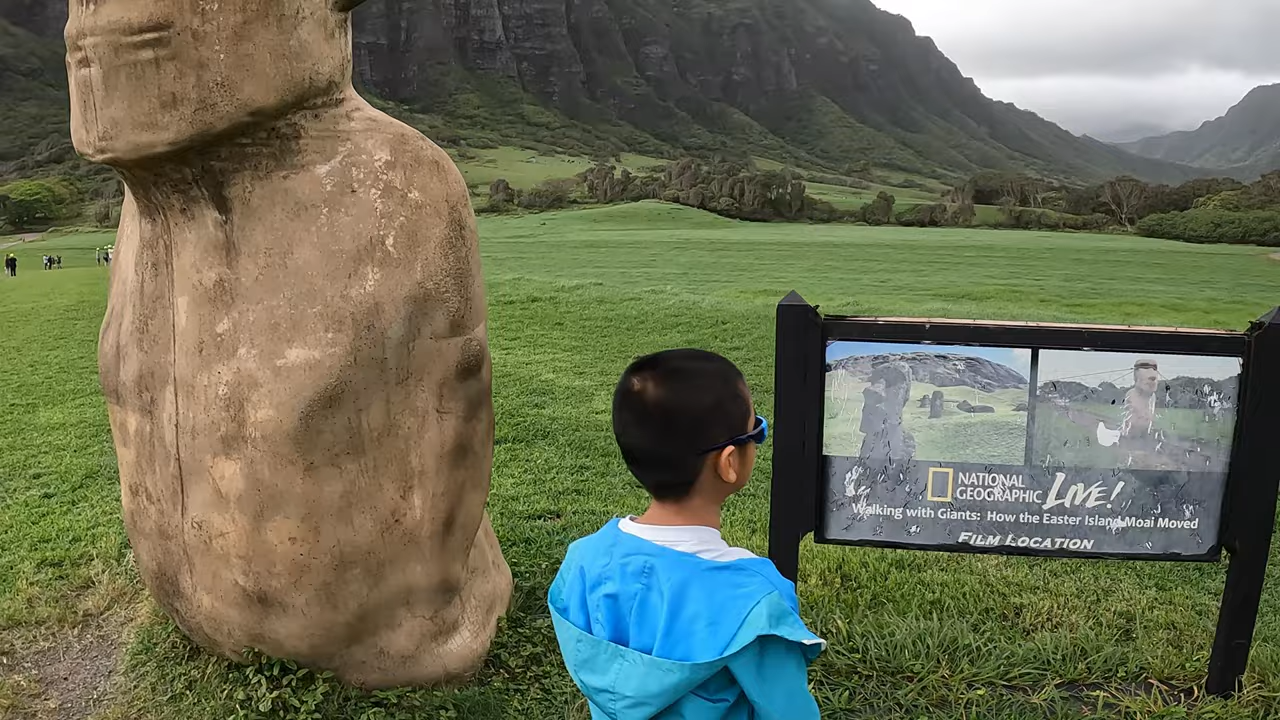 NATIONAL
GEOGRAPHIC LIVE!
Walking with Giants: How the Easter Island Moai Moved
FILM LOCATION